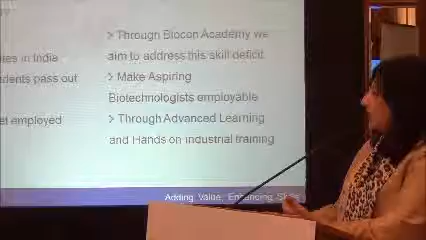 > Through Biocon Academy we
aim to address this skill deficit.
ites in India
> Make Aspiring
dents pass out
Biotechnologists employable
> Through Advanced Learning
et employed
and Hands on industrial training
Adding Value, Enhancing Skills